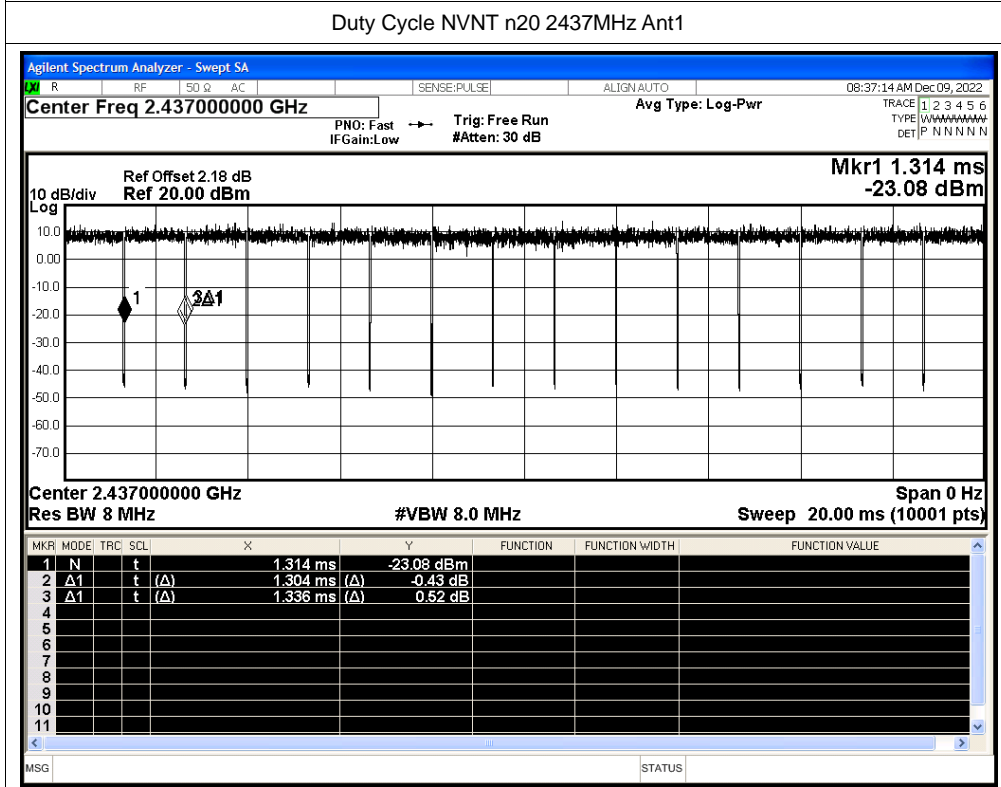 Duty Cycle NVNT n20 2437MHz Ant1
Agilent Spectrum Analyzer - Swept SA
LXI R RF 50 Ω AC SENSE:PULSE ALIGN AUTO 08:37:14 AM Dec 09, 2022
Center Freq 2.437000000 GHz Avg Type: Log-Pwr TRACE 1 2 3 4 5 6
PNO: Fast Trig: Free Run TYPE
IFGain:Low #Atten: 30 dB DET P N N N N N
Mkr1 1.314 ms
Ref Offset 2.18 dB
10 dB/div Ref 20.00 dBm -23.08 dBm
Log
10.0
0.00
-10.0
1 3Δ1
-20.0
-30.0
-40.0
-50.0
-60.0
-70.0
Center 2.437000000 GHz Span 0 Hz
Res BW 8 MHz #VBW 8.0 MHz Sweep 20.00 ms (10001 pts)
MKR MODE TRC SCL X Y FUNCTION FUNCTION WIDTH FUNCTION VALUE
1 N t 1.314 ms -23.08 dBm
2 Δ1 t (Δ) 1.304 ms (Δ) -0.43 dB
3 Δ1 t (Δ) 1.336 ms (Δ) 0.52 dB
4
5
6
7
8
9
10
11
MSG STATUS